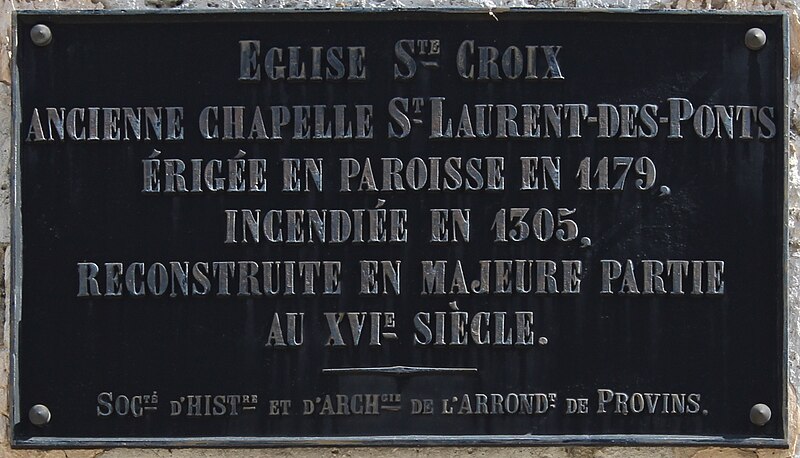 EGLISE STE CROIX
ANCIENNE CHAPELLE ST LAURENT-DES-PONTS
ÉRIGÉE EN PAROISSE EN 1179,
INCENDIÉE EN 1305,
RECONSTRUITE EN MAJEURE PARTIE
AU XVIE SIÈCLE.
SOCTÉ D'HISTRE ET D'ARCHGIE DE L'ARRONDT DE PROVINS.